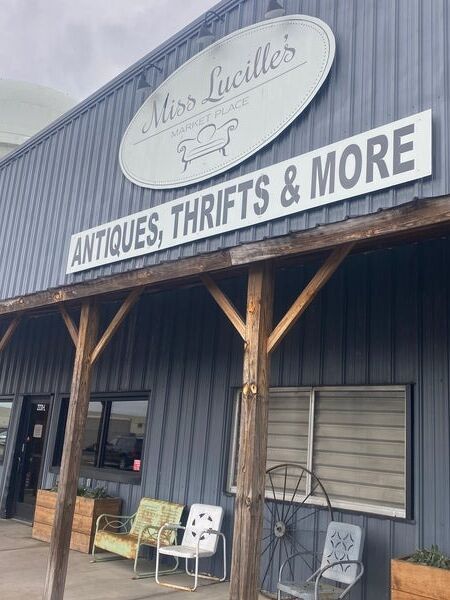 Miss Lucille's
MARKET PLACE
ANTIQUES, THRIFTS & MORE